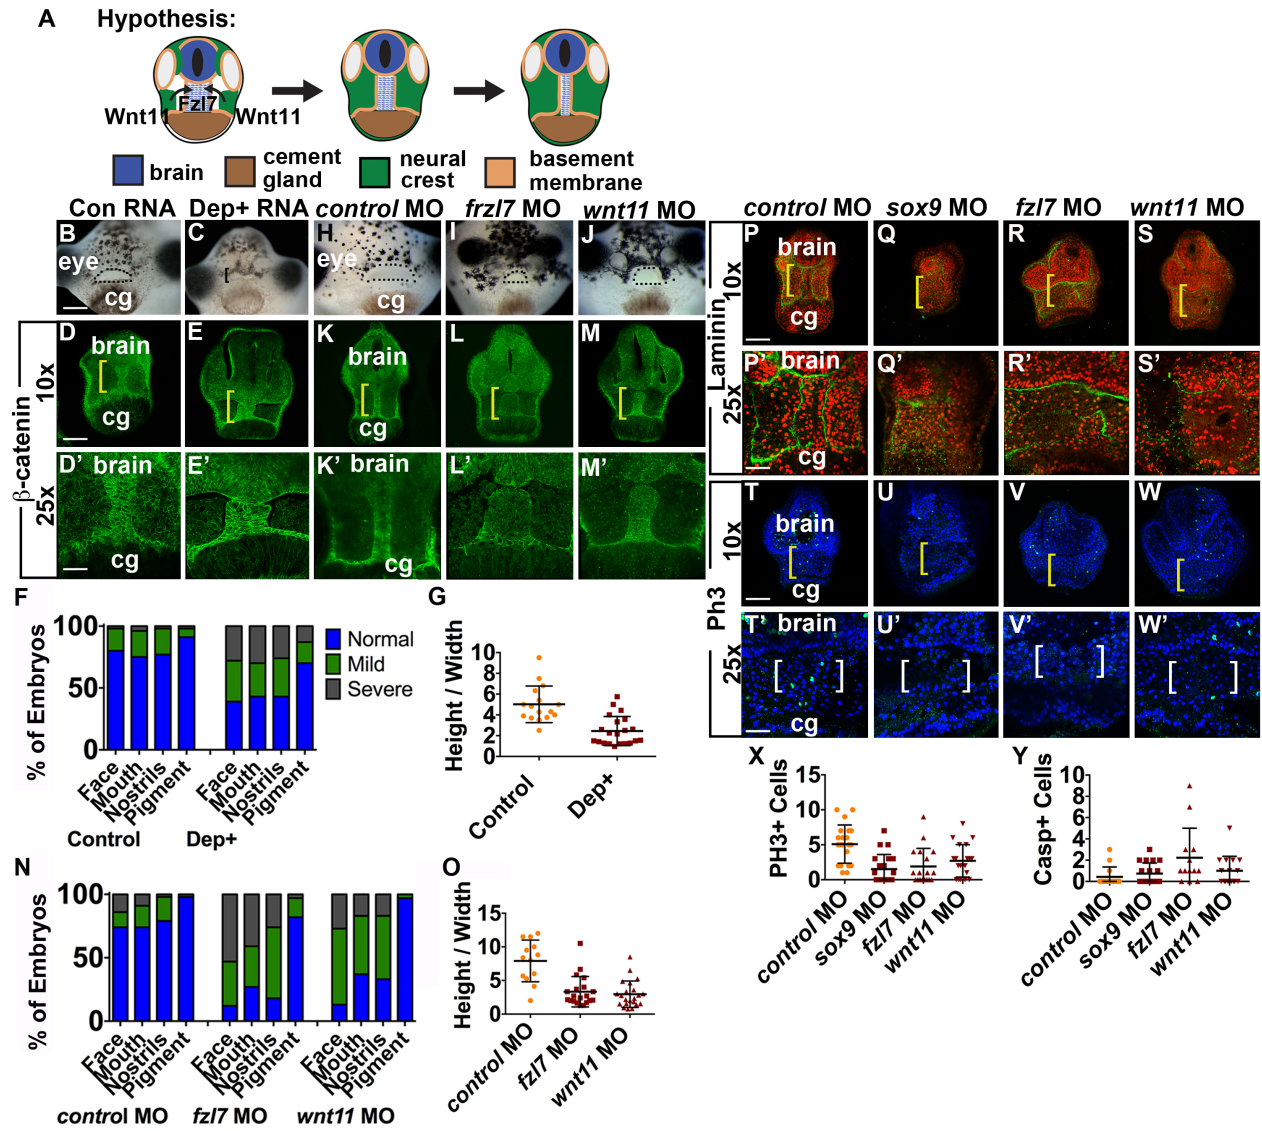 A Hypothesis:
Wnt11 Fzl7 Wnt11
brain
cement gland
neural crest
basement membrane
Con RNA Dep+ RNA control MO frzl7 MO wnt11 MO
B eye cg
C
H eye cg
I
J
β-catenin
10x
D brain cg
E
K brain cg
L
M
25x
D' brain cg
E'
K' brain cg
L'
M'
control MO sox9 MO fzl7 MO wnt11 MO
Laminin
10x
P brain cg
Q
R
S
25x
P' brain cg
Q'
R'
S'
Ph3
10x
T brain cg
U
V
W
25x
T' brain cg
U'
V'
W'
F
% of Embryos
100
50
0
Face Mouth Nostrils Pigment
Face Mouth Nostrils Pigment
Control Dep+
Normal
Mild
Severe
G
Height / Width
10
8
6
4
2
0
Control Dep+
N
% of Embryos
100
50
0
Face Mouth Nostrils Pigment
Face Mouth Nostrils Pigment
Face Mouth Nostrils Pigment
control MO fzl7 MO wnt11 MO
O
Height / Width
15
10
5
0
control MO fzl7 MO wnt11 MO
X
PH3+ Cells
15
10
5
0
control MO sox9 MO fzl7 MO wnt11 MO
Y
Casp+ Cells
10
8
6
4
2
0
control MO sox9 MO fzl7 MO wnt11 MO